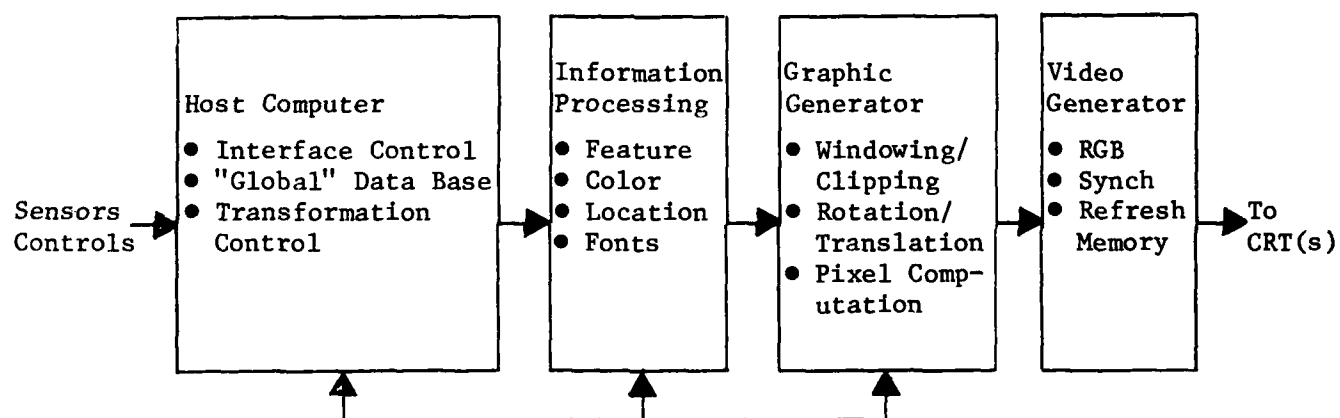 Sensors
Controls
Host Computer
● Interface Control
● "Global" Data Base
● Transformation
Control
Information
Processing
● Feature
● Color
● Location
● Fonts
Graphic
Generator
● Windowing/
Clipping
● Rotation/
Translation
● Pixel Comp-
utation
Video
Generator
● RGB
● Synch
● Refresh
Memory
To
CRT(s)